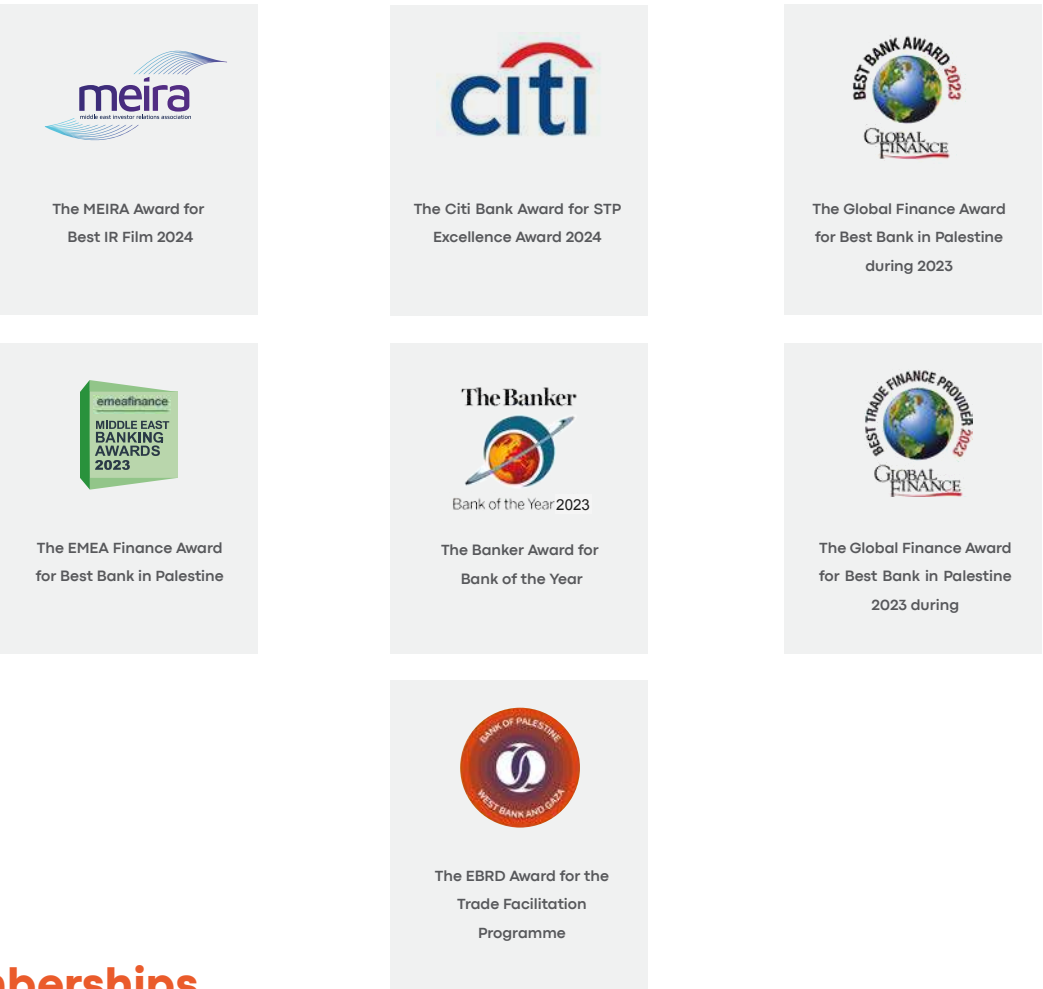 meira
middle east investor relations association
The MEIRA Award for
Best IR Film 2024
citi
The Citi Bank Award for STP
Excellence Award 2024
BEST BANK AWARD 2023
GLOBAL
FINANCE
The Global Finance Award
for Best Bank in Palestine
during 2023
emeafinance
MIDDLE EAST
BANKING
AWARDS
2023
The EMEA Finance Award
for Best Bank in Palestine
The Banker
Bank of the Year 2023
The Banker Award for
Bank of the Year
BEST TRADE FINANCE PROVIDER 2023
GLOBAL
FINANCE
The Global Finance Award
for Best Bank in Palestine
2023 during
BANK OF PALESTINE
WEST BANK AND GAZA
The EBRD Award for the
Trade Facilitation
Programme